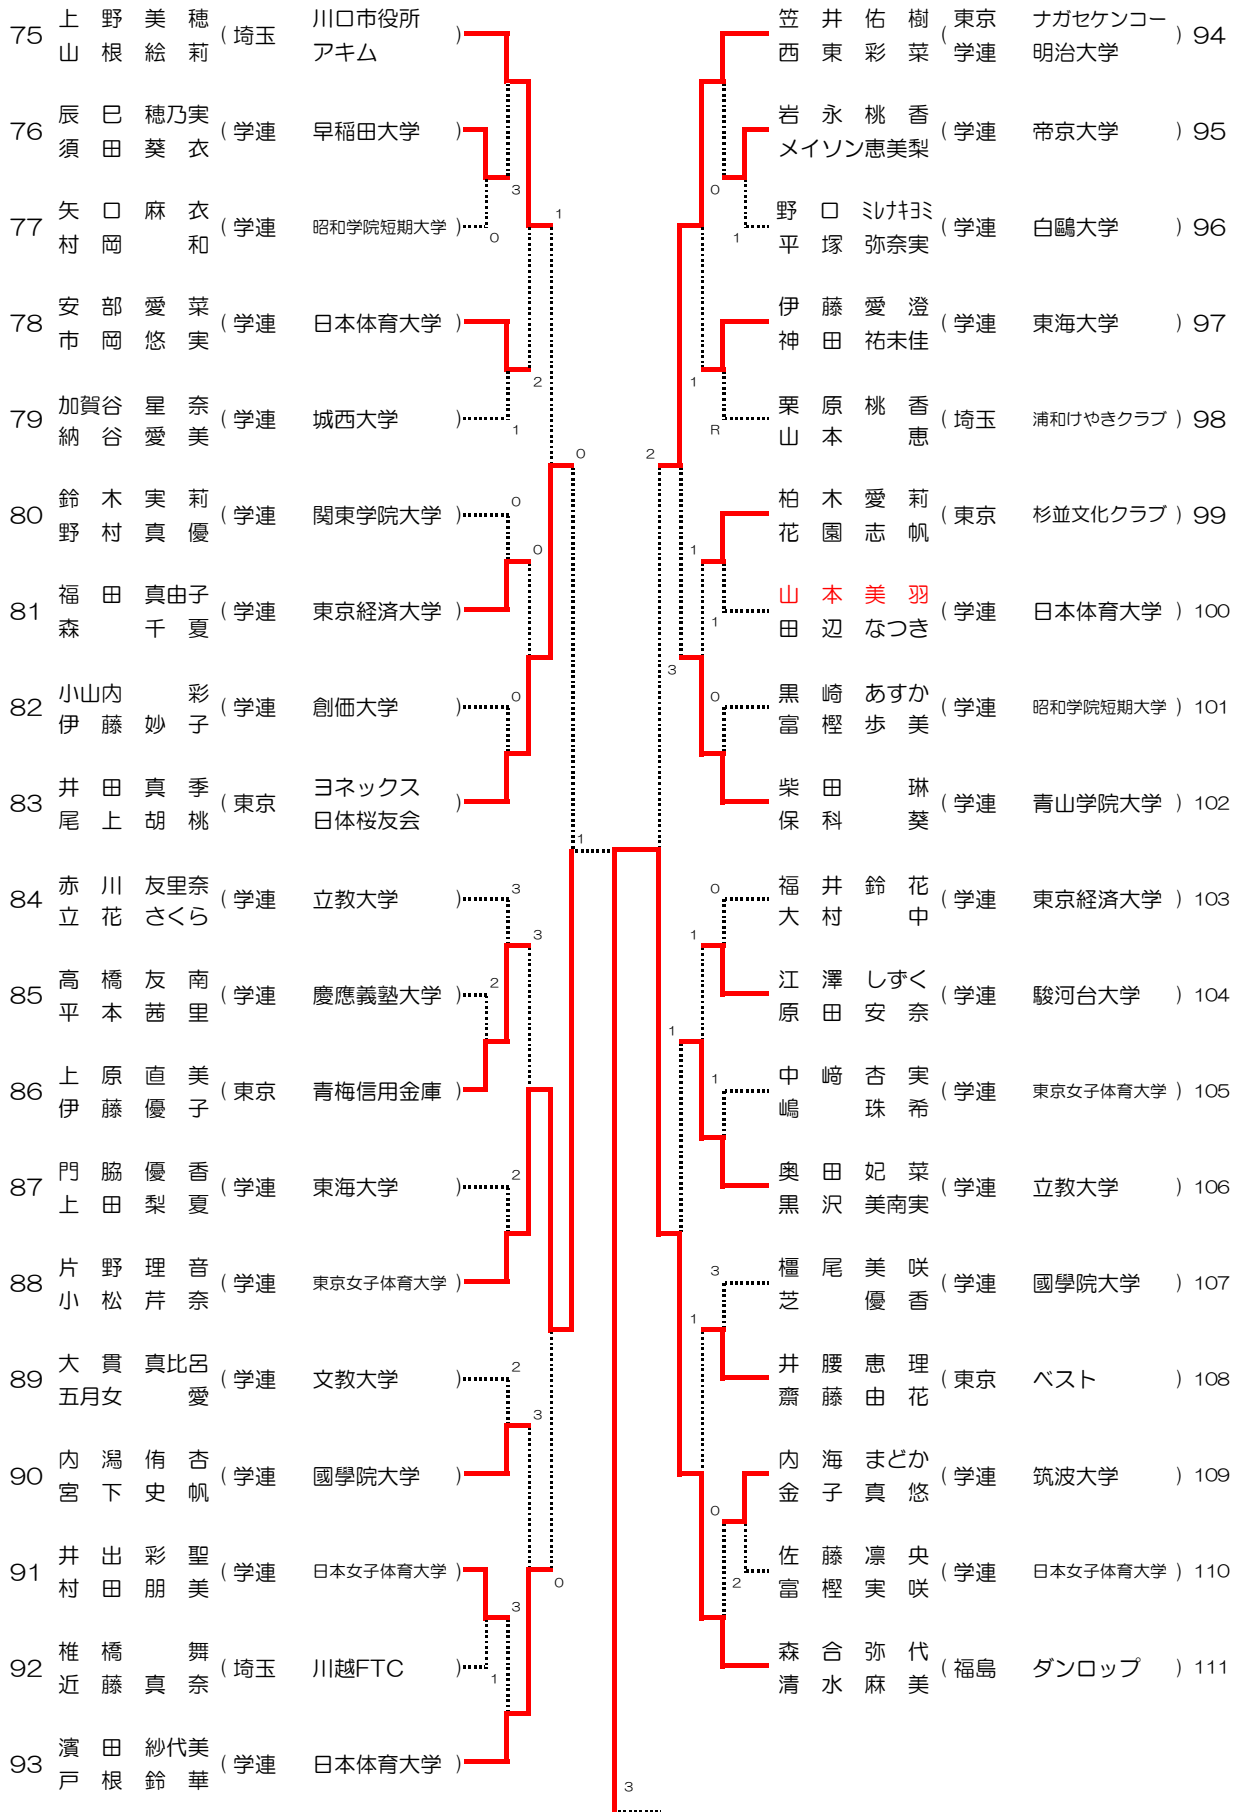 75 上野美穂 (埼玉 川口市役所 )
山根絵莉 アキム
76 辰巳穂乃実 (学連 早稲田大学 )
須田葵衣
3
77 矢口麻衣 (学連 昭和学院短期大学 ) 0
村岡和
1
78 安部愛菜 (学連 日本体育大学 )
市岡悠実
2
79 加賀谷星奈 (学連 城西大学 ) 1
納谷愛美
0
80 鈴木実莉 (学連 関東学院大学 ) 0
野村真優
0
81 福田真由子 (学連 東京経済大学 )
森千夏
82 小山内彩 (学連 創価大学 ) 0
伊藤妙子
83 井田真季 (東京 ヨネックス )
尾上胡桃 日体桜友会
1
84 赤川友里奈 (学連 立教大学 ) 3
立花さくら
3
85 高橋友南 (学連 慶應義塾大学 ) 2
平本茜里
86 上原直美 (東京 青梅信用金庫 )
伊藤優子
87 門脇優香 (学連 東海大学 ) 2
上田梨夏
88 片野理音 (学連 東京女子体育大学 )
小松芹奈
89 大貫真比呂 (学連 文教大学 ) 2
五月女愛
3
90 内潟侑杏 (学連 國學院大学 )
宮下史帆
91 井出彩聖 (学連 日本女子体育大学 )
村田朋美
0
3
92 椎橋舞 (埼玉 川越FTC ) 1
近藤真奈
93 濱田紗代美 (学連 日本体育大学 )
戸根鈴華
3
笠井佑樹 (東京 ナガセケンコー ) 94
西東彩菜 学連 明治大学
岩永桃香 (学連 帝京大学 ) 95
メイソン恵美梨
0
野口ミレナキヨミ (学連 白鷗大学 ) 96
平塚弥奈実
1
伊藤愛澄 (学連 東海大学 ) 97
神田祐未佳
1
栗原桃香 (埼玉 浦和けやきクラブ ) 98
山本恵
R
2
柏木愛莉 (東京 杉並文化クラブ ) 99
花園志帆
1
山本美羽 (学連 日本体育大学 ) 100
田辺なつき
1
3
黒崎あすか (学連 昭和学院短期大学 ) 101
富樫歩美
0
柴田琳 (学連 青山学院大学 ) 102
保科葵
0
福井鈴花 (学連 東京経済大学 ) 103
大村中
1
江澤しずく (学連 駿河台大学 ) 104
原田安奈
1
中﨑杏実 (学連 東京女子体育大学 ) 105
嶋珠希
1
奥田妃菜 (学連 立教大学 ) 106
黒沢美南実
3
橿尾美咲 (学連 國學院大学 ) 107
芝優香
1
井腰恵理 (東京 ベスト ) 108
齋藤由花
内海まどか (学連 筑波大学 ) 109
金子真悠
0
佐藤凛央 (学連 日本女子体育大学 ) 110
富樫実咲
2
森合弥代 (福島 ダンロップ ) 111
清水麻美